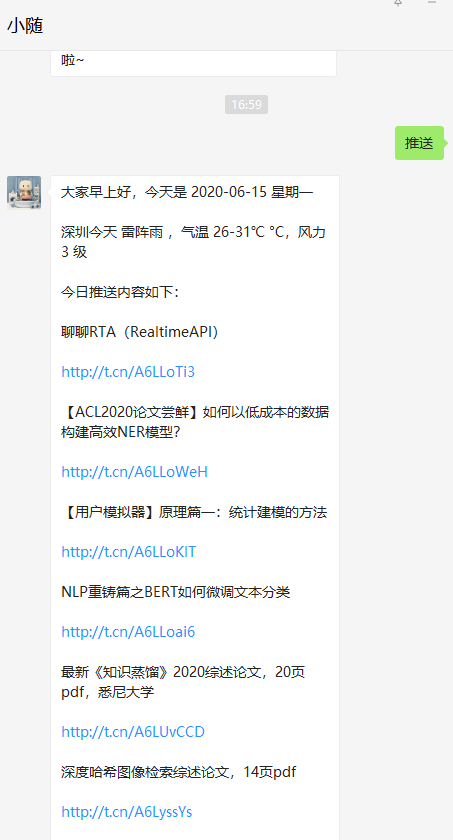 小随
啦~
16:59
推送
大家早上好，今天是 2020-06-15 星期一
深圳今天 雷阵雨 ，气温 26-31℃ °C，风力
3 级
今日推送内容如下：
聊聊RTA（RealtimeAPI）
http://t.cn/A6LLoTi3
【ACL2020论文尝鲜】如何以低成本的数据
构建高效NER模型？
http://t.cn/A6LLoWeH
【用户模拟器】原理篇一：统计建模的方法
http://t.cn/A6LLoKIT
NLP重铸篇之BERT如何微调文本分类
http://t.cn/A6LLoai6
最新《知识蒸馏》2020综述论文，20页
pdf，悉尼大学
http://t.cn/A6LUvCCD
深度哈希图像检索综述论文，14页pdf
http://t.cn/A6LyssYs